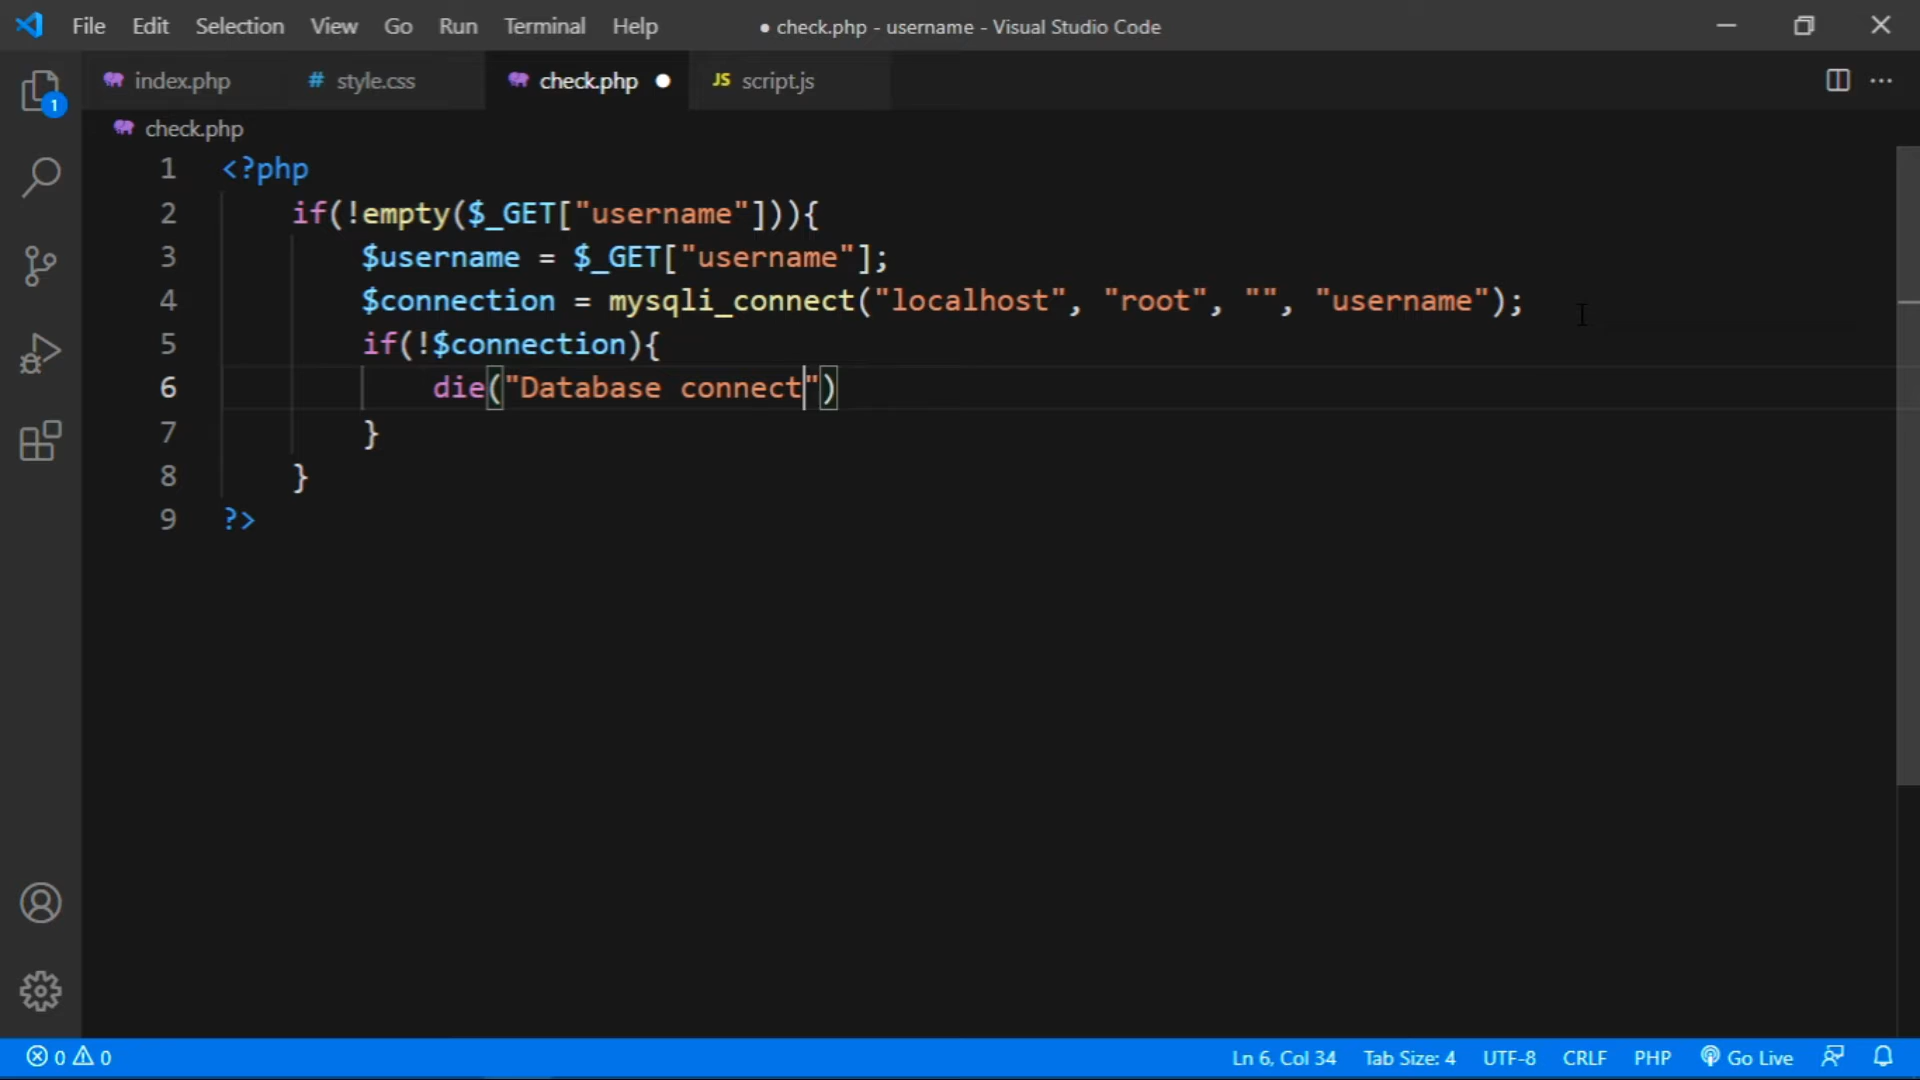 File Edit Selection View Go Run Terminal Help ● check.php - username - Visual Studio Code
index.php # style.css check.php ● JS script.js
1 check.php
1 <?php
2 if(!empty($_GET["username"])){
3 $username = $_GET["username"];
4 $connection = mysqli_connect("localhost", "root", "", "username");
5 if(!$connection){
6 die("Database connect")
7 }
8 }
9 ?>
0 0 Ln 6, Col 34 Tab Size: 4 UTF-8 CRLF PHP Go Live